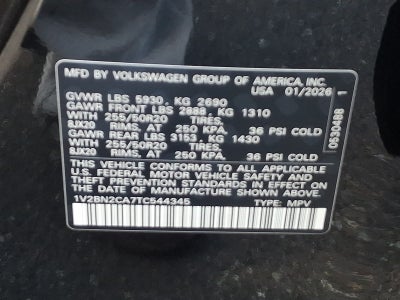 MFD BY VOLKSWAGEN GROUP OF AMERICA, INC.
USA 01/2026
GVWR LBS 5930, KG 2690
GAWR FRONT LBS 2888 KG 1310
WITH 255/50R20 TIRES.
8JX20 RIMS. AT 250 KPA. 36 PSI COLD
GAWR REAR LBS 3153 KG 1430
WITH 255/50R20 TIRES.
8JX20 RIMS. AT 250 KPA. 36 PSI COLD
THIS VEHICLE CONFORMS TO ALL APPLICABLE
U.S. FEDERAL MOTOR VEHICLE SAFETY AND
THEFT PREVENTION STANDARDS IN EFFECT ON THE
DATE OF MANUFACTURE SHOWN ABOVE.
1V2BN2CA7TC544345 TYPE: MPV
0530488 1